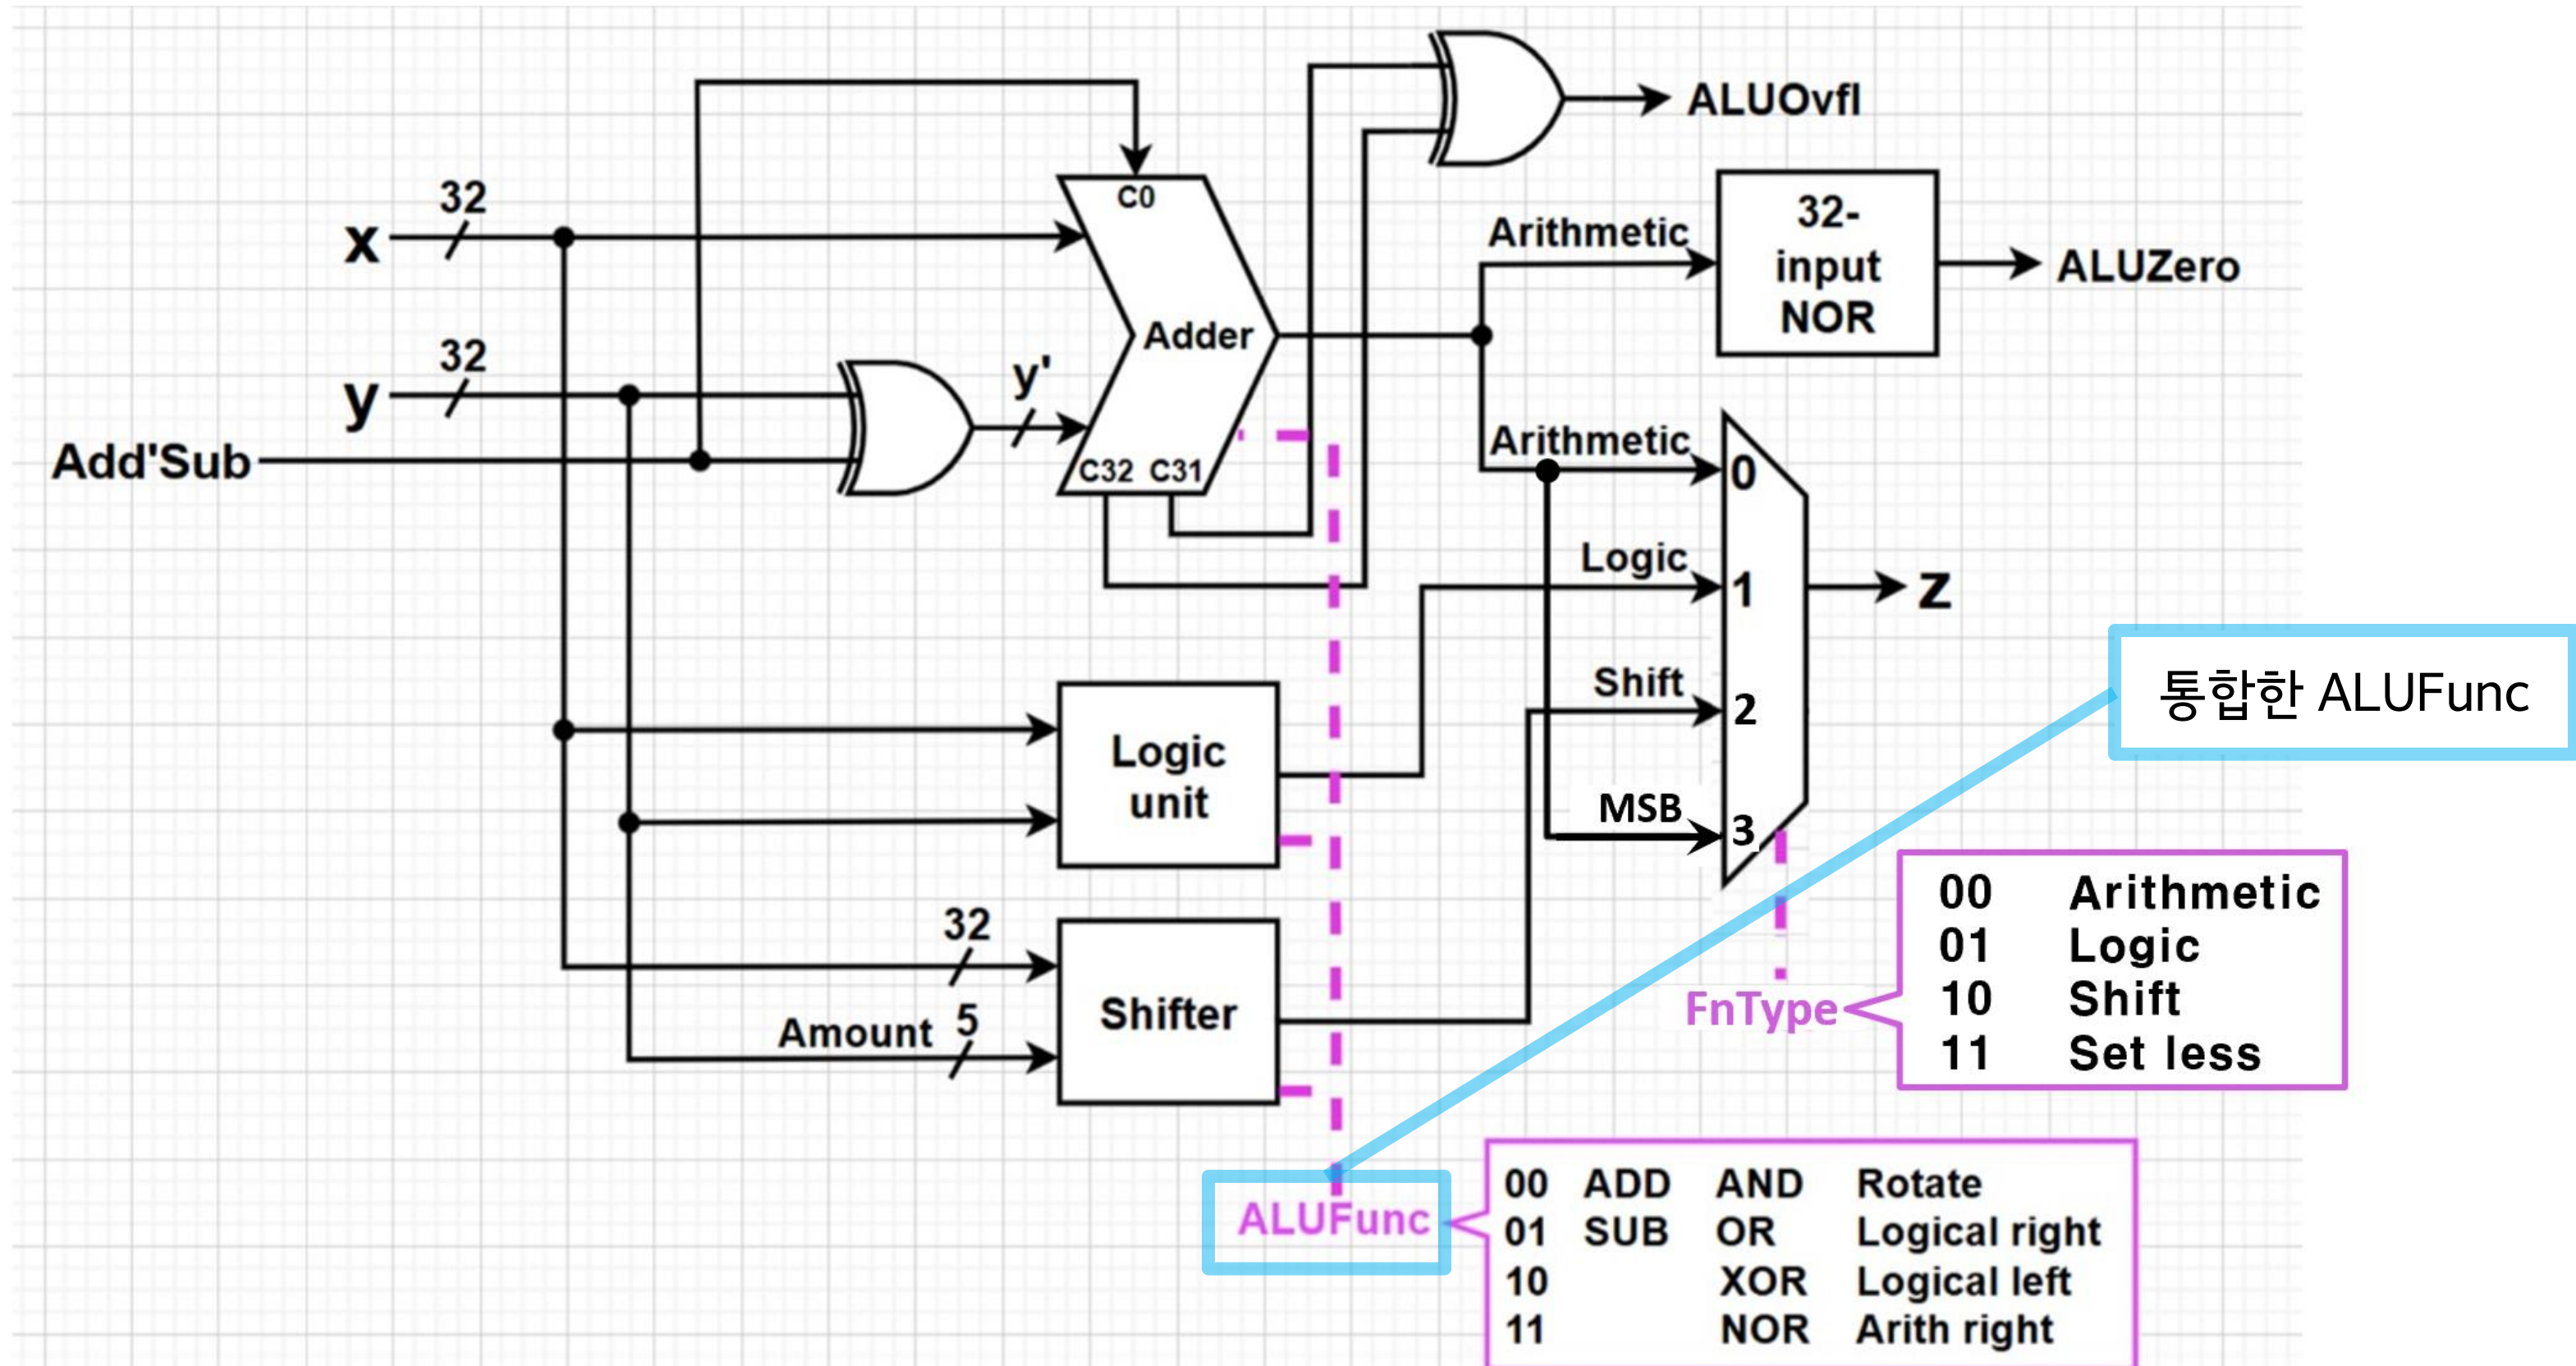 ALUOvfl
C0
32
x
32-
input
NOR
Arithmetic
ALUZero
Adder
32
y
y'
Add'Sub
C32 C31
Arithmetic
0
Logic
1
z
Shift
2
MSB
3
통합한 ALUFunc
Logic
unit
32
Amount 5
Shifter
FnType
00 Arithmetic
01 Logic
10 Shift
11 Set less
ALUFunc
00 ADD AND Rotate
01 SUB OR Logical right
10 XOR Logical left
11 NOR Arith right